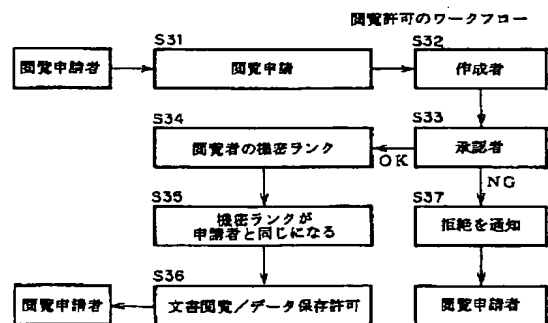 閲覧許可のワークフロー
S31
S32
閲覧申請者
閲覧申請
作成者
S34
S33
閲覧者の機密ランク
OK
承認者
NG
S35
S37
機密ランクが
申請者と同じになる
拒絶を通知
S36
閲覧申請者
文書閲覧/データ保存許可
閲覧申請者